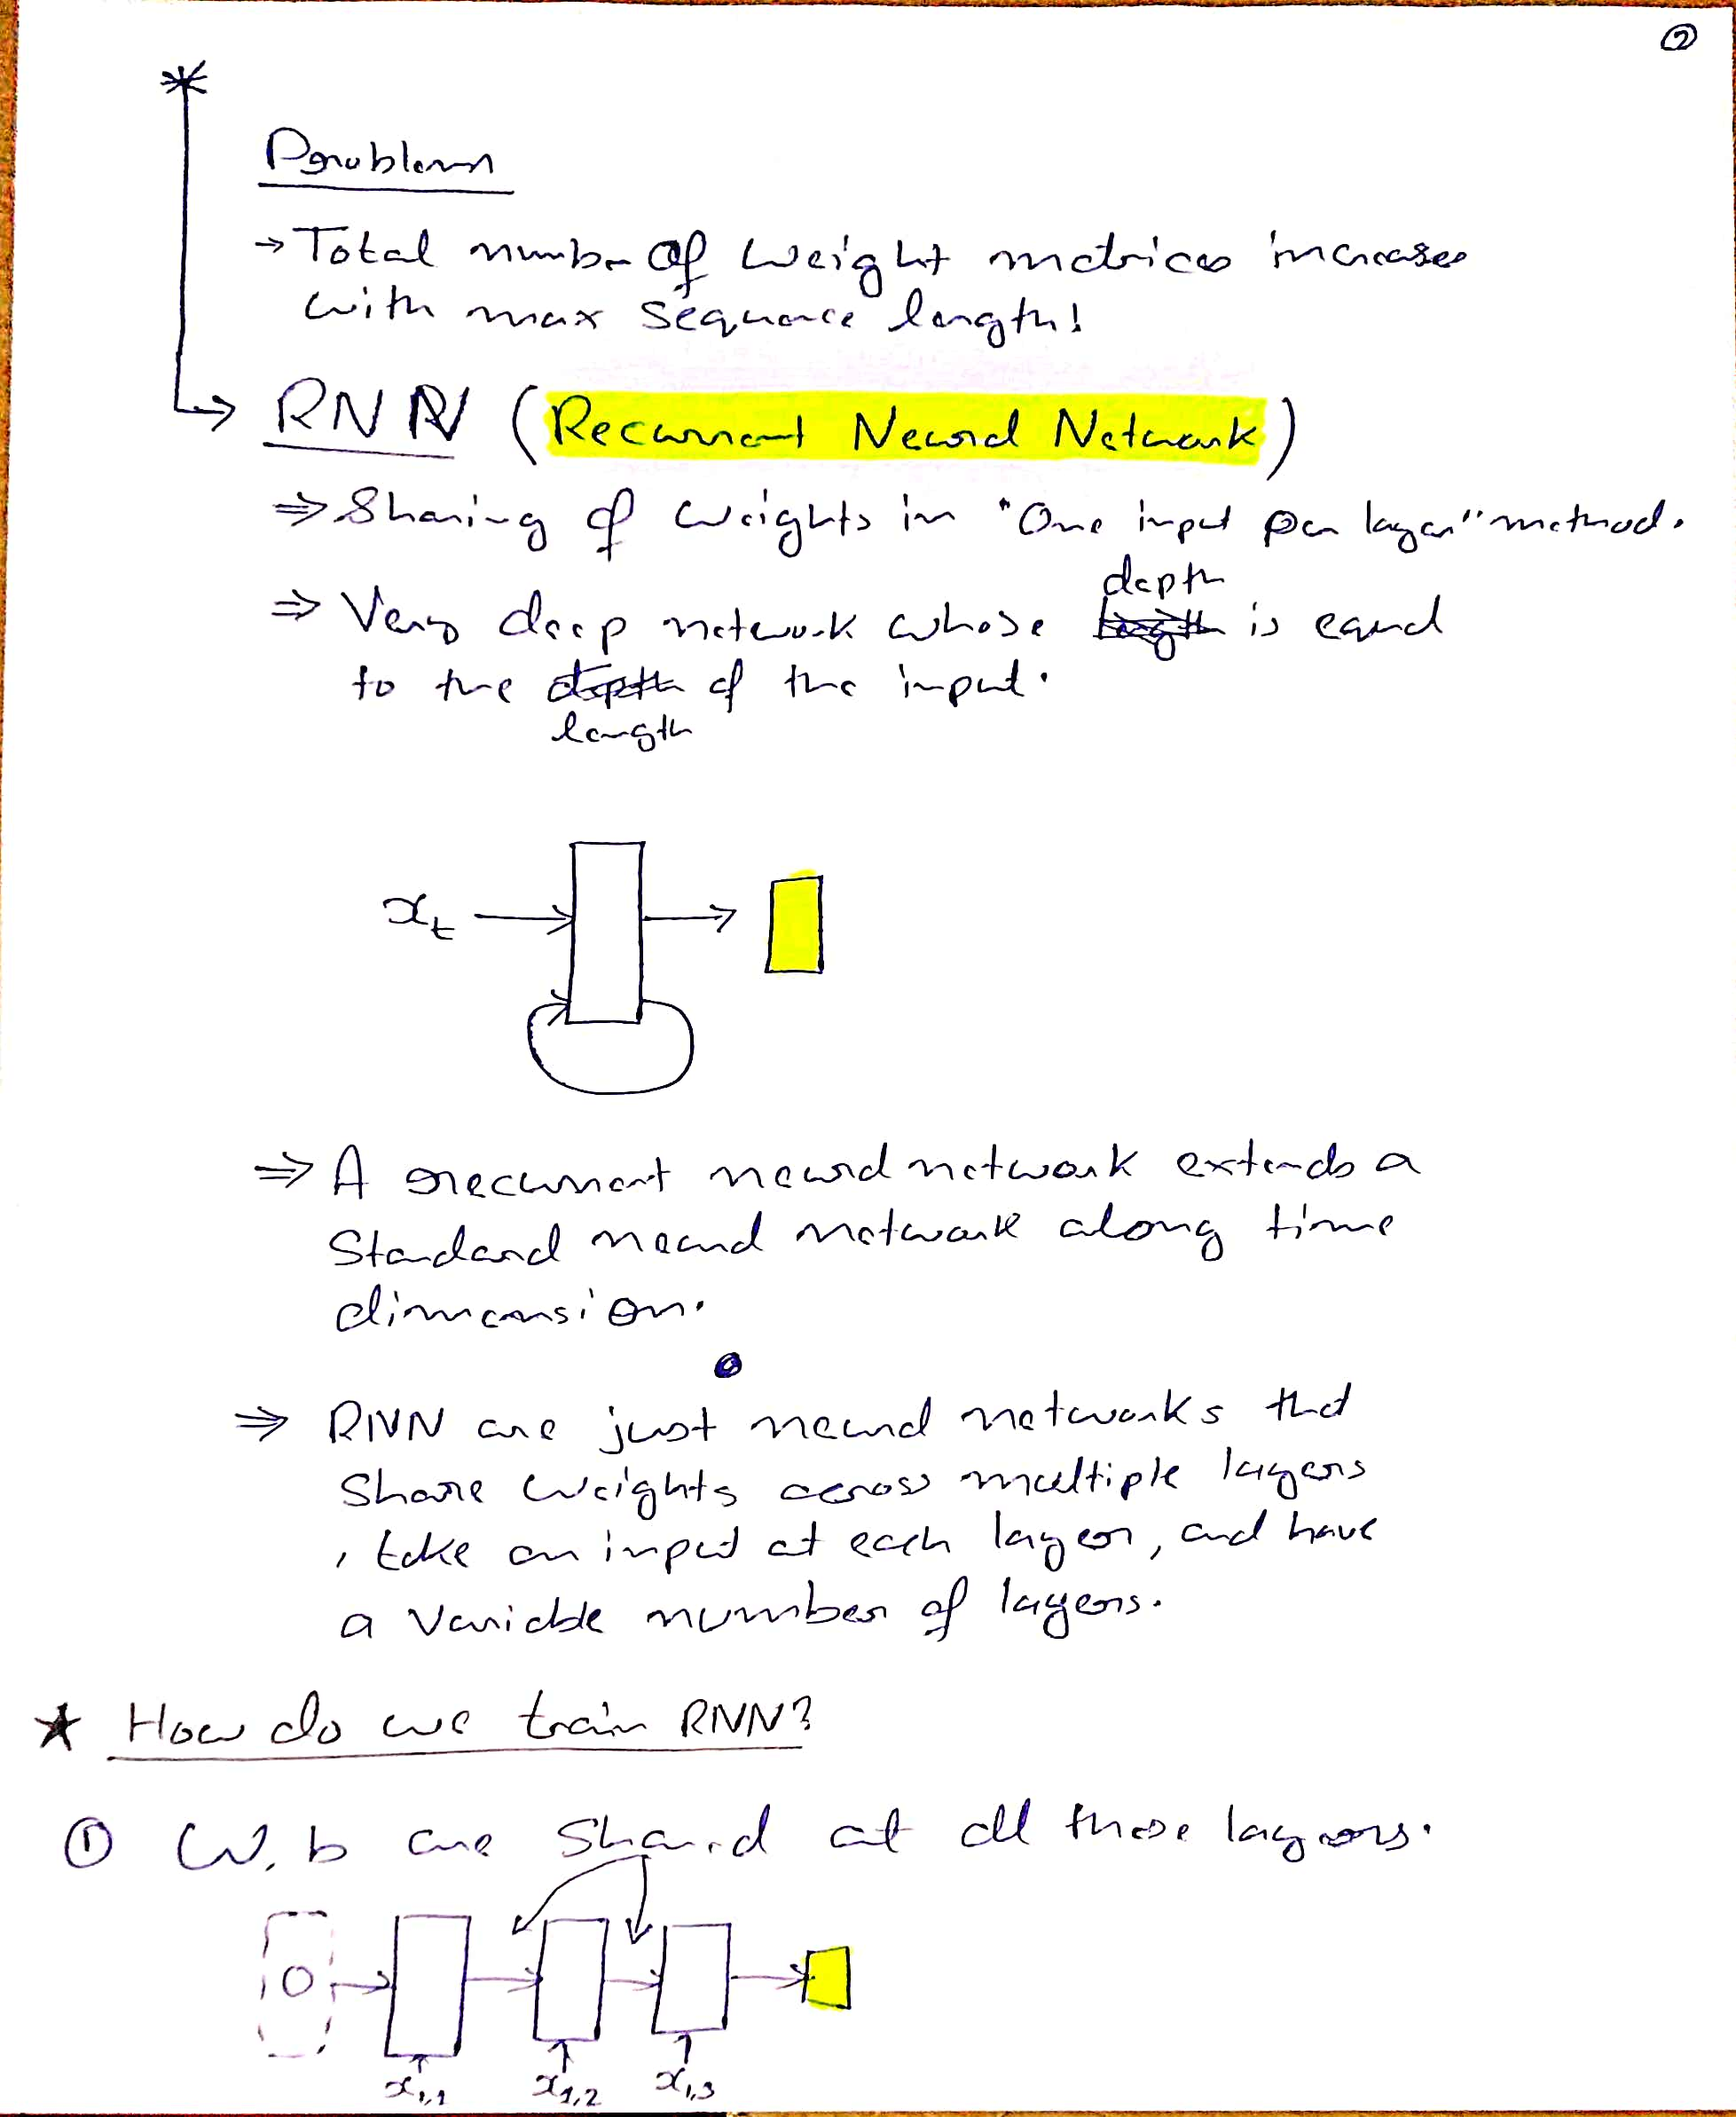 2
Problem
→ Total number of weight matrices increases
with max sequence length!
→ RNN (Recurrent Neural Network)
⇒ Sharing of weights in "One input per layer" method.
depth
⇒ Very deep network whose length is equal
to the depth of the input.
length
x_t
⇒ A recurrent neural network extends a
Standard neural network along time
dimension.
⇒ RNN are just neural networks that
Share weights across multiple layers
, take an input at each layer, and have
a variable number of layers.
★ How do we train RNN?
① W, b are Shared at all these layers.
0
x_{1,1} x_{1,2} x_{1,3}